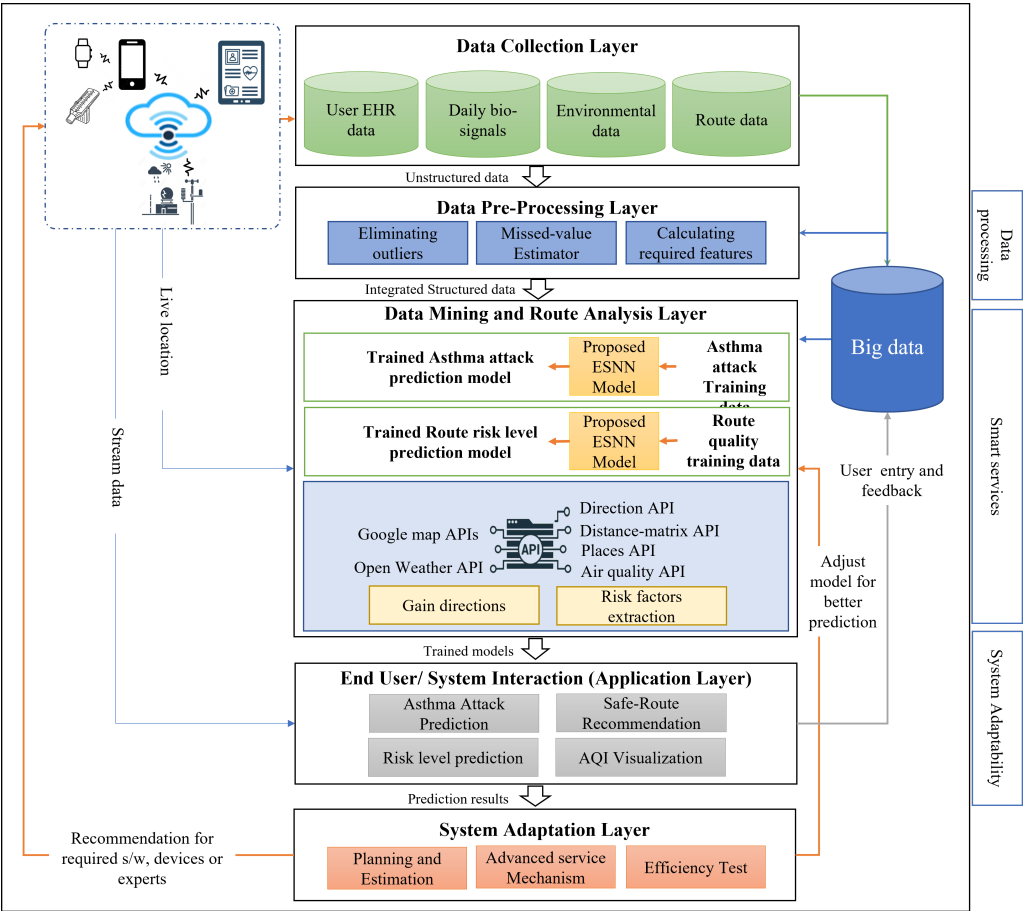 Data Collection Layer
User EHR
data
Daily bio-
signals
Environmental
data
Route data
Unstructured data
Data Pre-Processing Layer
Eliminating
outliers
Missed-value
Estimator
Calculating
required features
Integrated Structured data
Data Mining and Route Analysis Layer
Trained Asthma attack
prediction model
Proposed
ESNN
Model
Asthma
attack
Training
data
Trained Route risk level
prediction model
Proposed
ESNN
Model
Route
quality
training data
Google map APIs
Open Weather API
API
Direction API
Distance-matrix API
Places API
Air quality API
Gain directions
Risk factors
extraction
Trained models
End User/ System Interaction (Application Layer)
Asthma Attack
Prediction
Safe-Route
Recommendation
Risk level prediction
AQI Visualization
Prediction results
System Adaptation Layer
Planning and
Estimation
Advanced service
Mechanism
Efficiency Test
Live location
Stream data
Recommendation for
required s/w, devices or
experts
Big data
User entry and
feedback
Adjust
model for
better
prediction
Data
processing
Smart services
System Adaptability